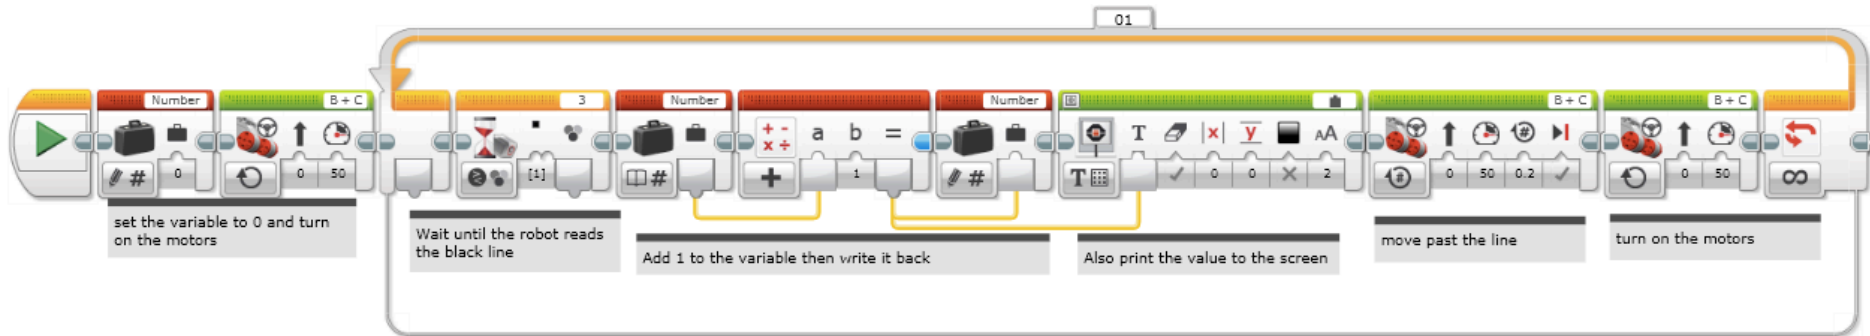 01
Number
B + C
3
Number
Number
B + C
B + C
a b =
T x y AA
# 0
0 50
[1]
#
1
#
T 0 0 2
# 0 50 0.2
0 50
set the variable to 0 and turn
on the motors
Wait until the robot reads
the black line
Add 1 to the variable then write it back
Also print the value to the screen
move past the line
turn on the motors